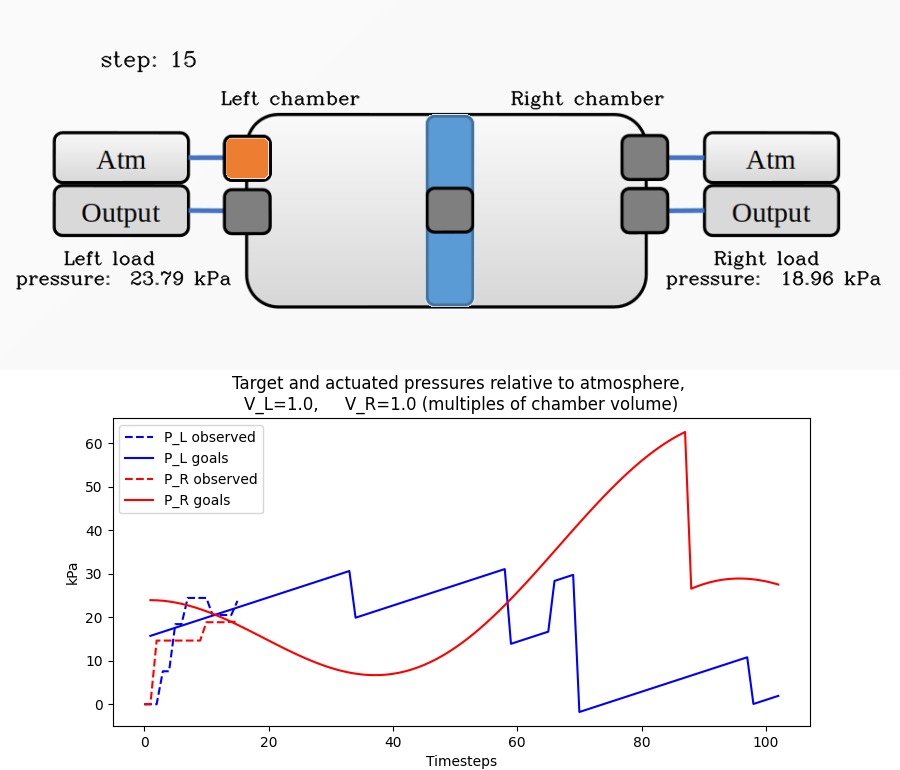 step: 15
Left chamber
Right chamber
Atm
Atm
Output
Output
Left load
pressure: 23.79 kPa
Right load
pressure: 18.96 kPa
Target and actuated pressures relative to atmosphere,
V_L=1.0, V_R=1.0 (multiples of chamber volume)
P_L observed
P_L goals
P_R observed
P_R goals
60
50
40
30
20
10
0
kPa
0 20 40 60 80 100
Timesteps